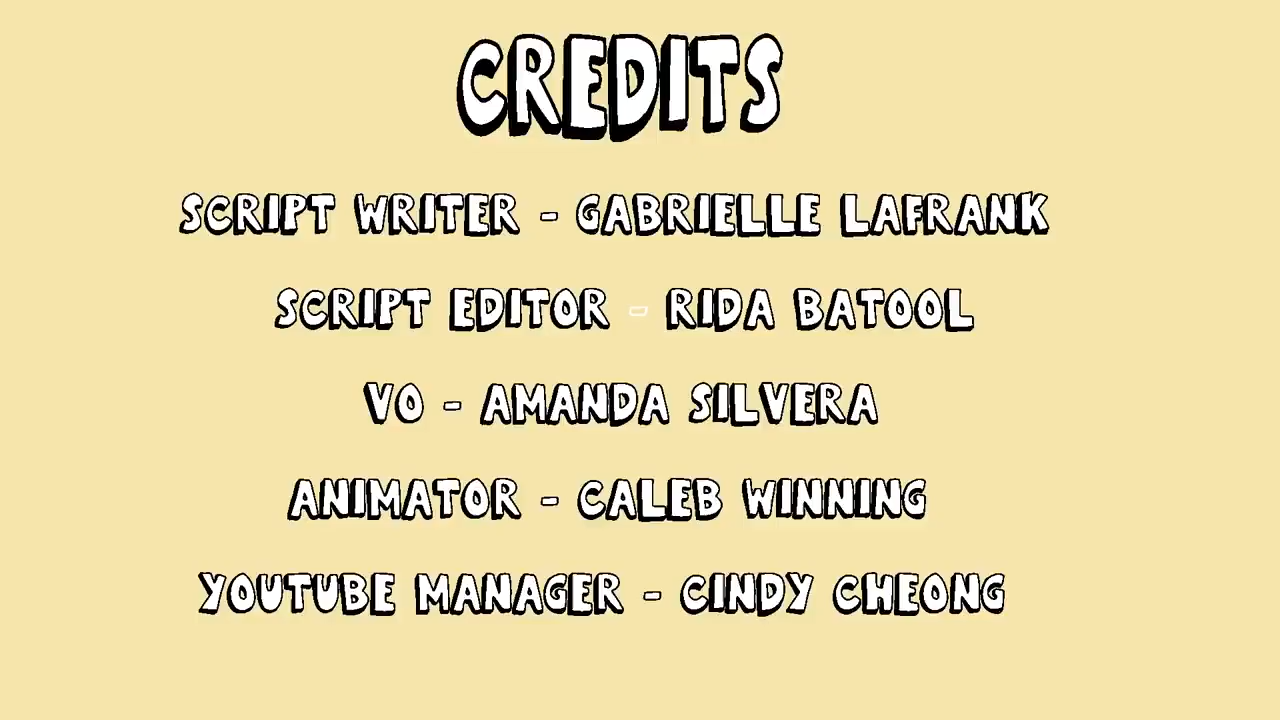 CREDITS
SCRIPT WRITER - GABRIELLE LAFRANK
SCRIPT EDITOR - RIDA BATOOL
VO - AMANDA SILVERA
ANIMATOR - CALEB WINNING
YOUTUBE MANAGER - CINDY CHEONG